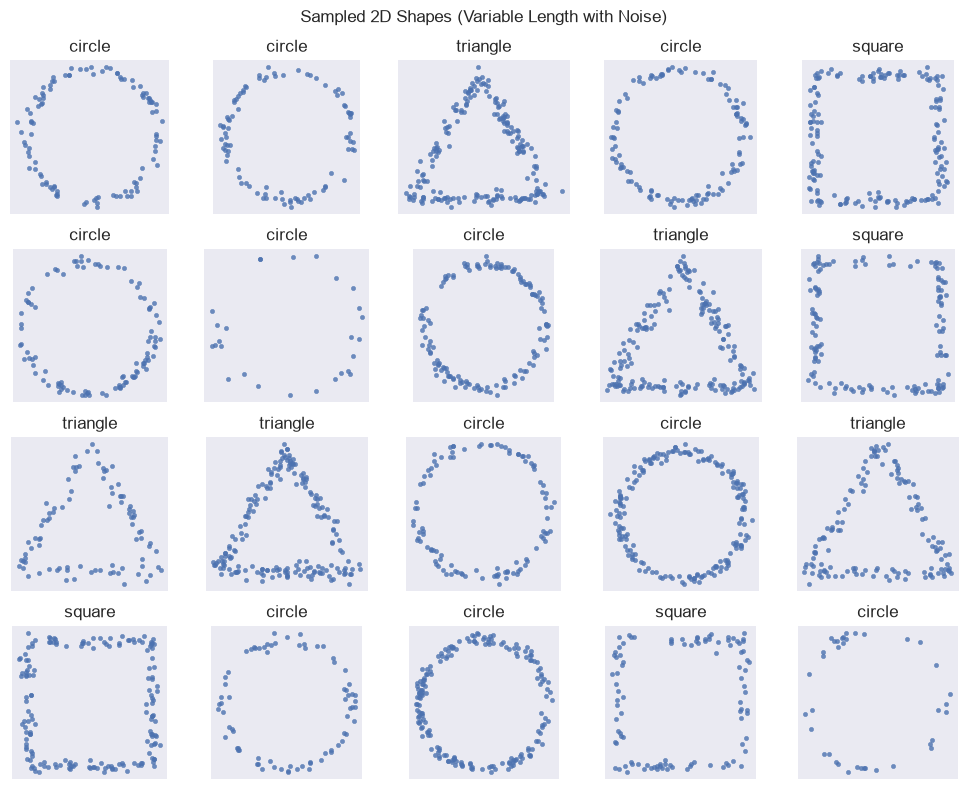 Sampled 2D Shapes (Variable Length with Noise)
circle circle triangle circle square
circle circle circle triangle square
triangle triangle circle circle triangle
square circle circle square circle